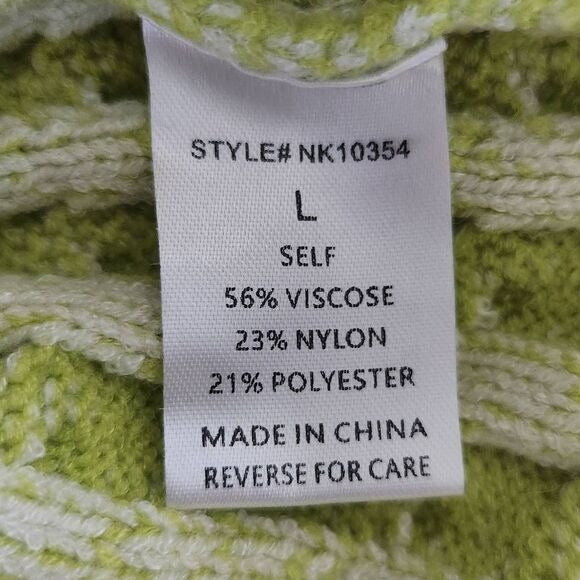 STYLE# NK10354
L
SELF
56% VISCOSE
23% NYLON
21% POLYESTER
MADE IN CHINA
REVERSE FOR CARE